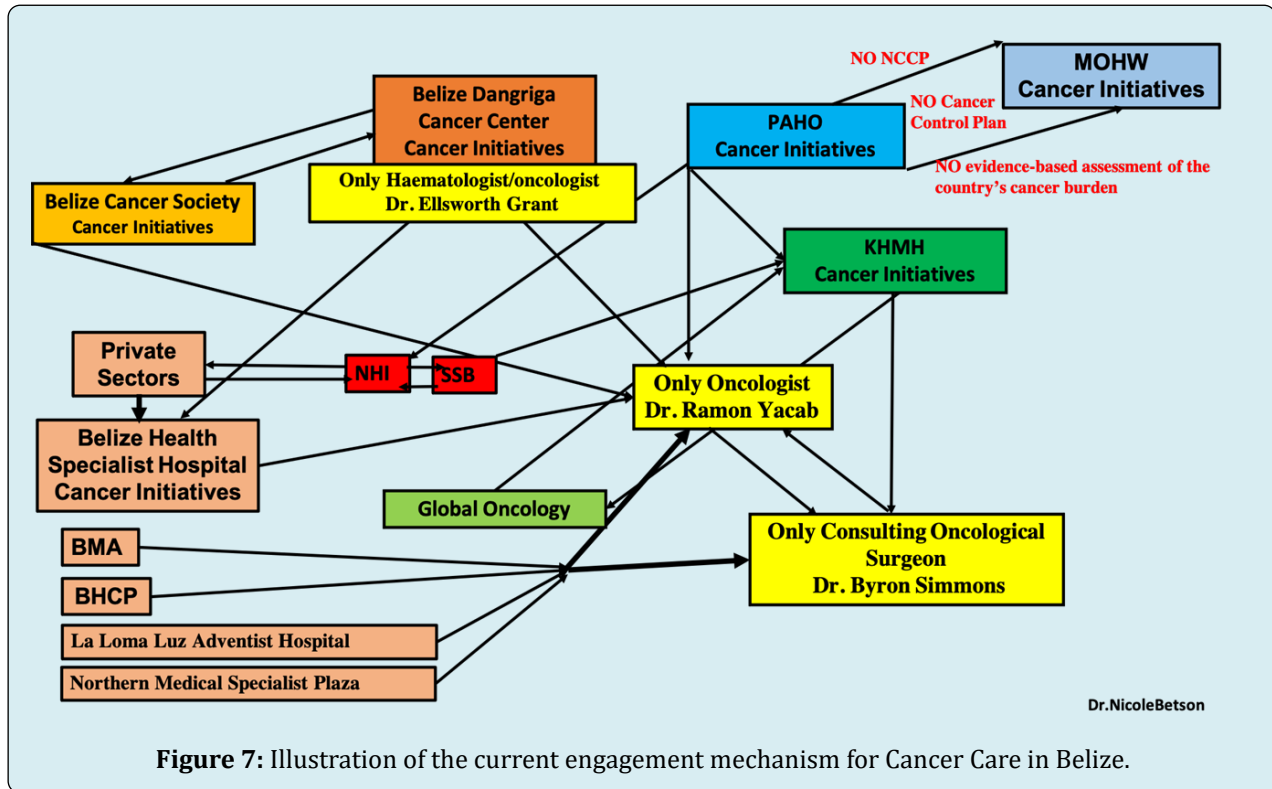 Belize Dangriga
Cancer Center
Cancer Initiatives
Only Haematologist/oncologist
Dr. Ellsworth Grant
NO NCCP
MOHW
Cancer Initiatives
NO Cancer
Control Plan
PAHO
Cancer Initiatives
NO evidence-based assessment of the
country's cancer burden
Belize Cancer Society
Cancer Initiatives
KHMH
Cancer Initiatives
Private
Sectors
NHI
SSB
Only Oncologist
Dr. Ramon Yacab
Belize Health
Specialist Hospital
Cancer Initiatives
Global Oncology
Only Consulting Oncological
Surgeon
Dr. Byron Simmons
BMA
BHCP
La Loma Luz Adventist Hospital
Northern Medical Specialist Plaza
Dr.NicoleBetson
Figure 7: Illustration of the current engagement mechanism for Cancer Care in Belize.